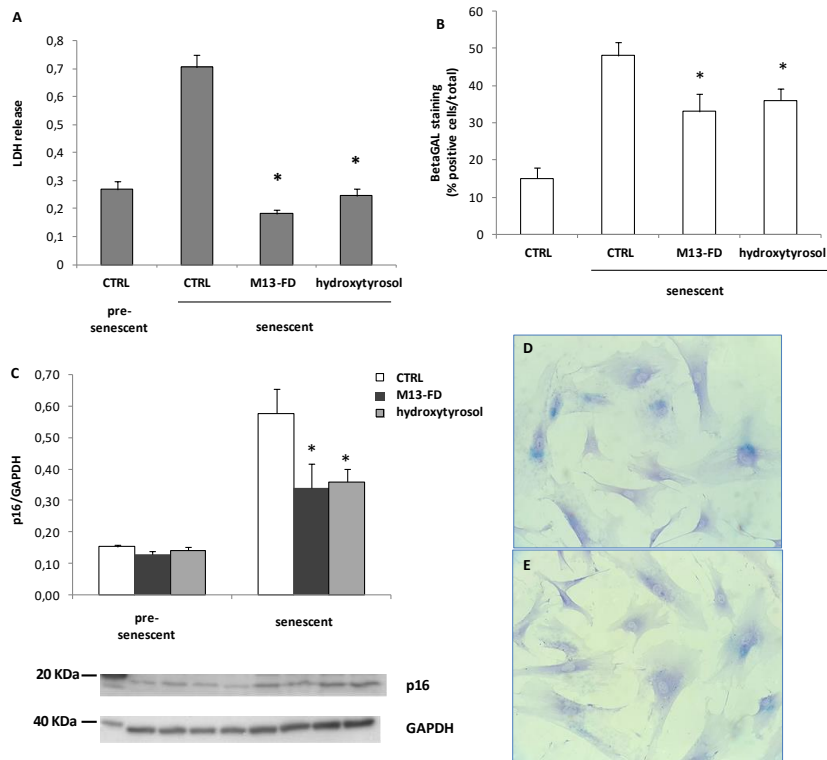 A
LDH release
0,8
0,7
0,6
0,5
0,4
0,3
0,2
0,1
0
*
*
CTRL
CTRL
M13-FD
hydroxytyrosol
pre-
senescent
senescent
B
BetaGAL staining
(% positive cells/total)
60
50
40
30
20
10
0
*
*
CTRL
CTRL
M13-FD
hydroxytyrosol
senescent
C
p16/GAPDH
0,70
0,60
0,50
0,40
0,30
0,20
0,10
0,00
CTRL
M13-FD
hydroxytyrosol
*
*
pre-
senescent
senescent
20 KDa
p16
40 KDa
GAPDH
D
E